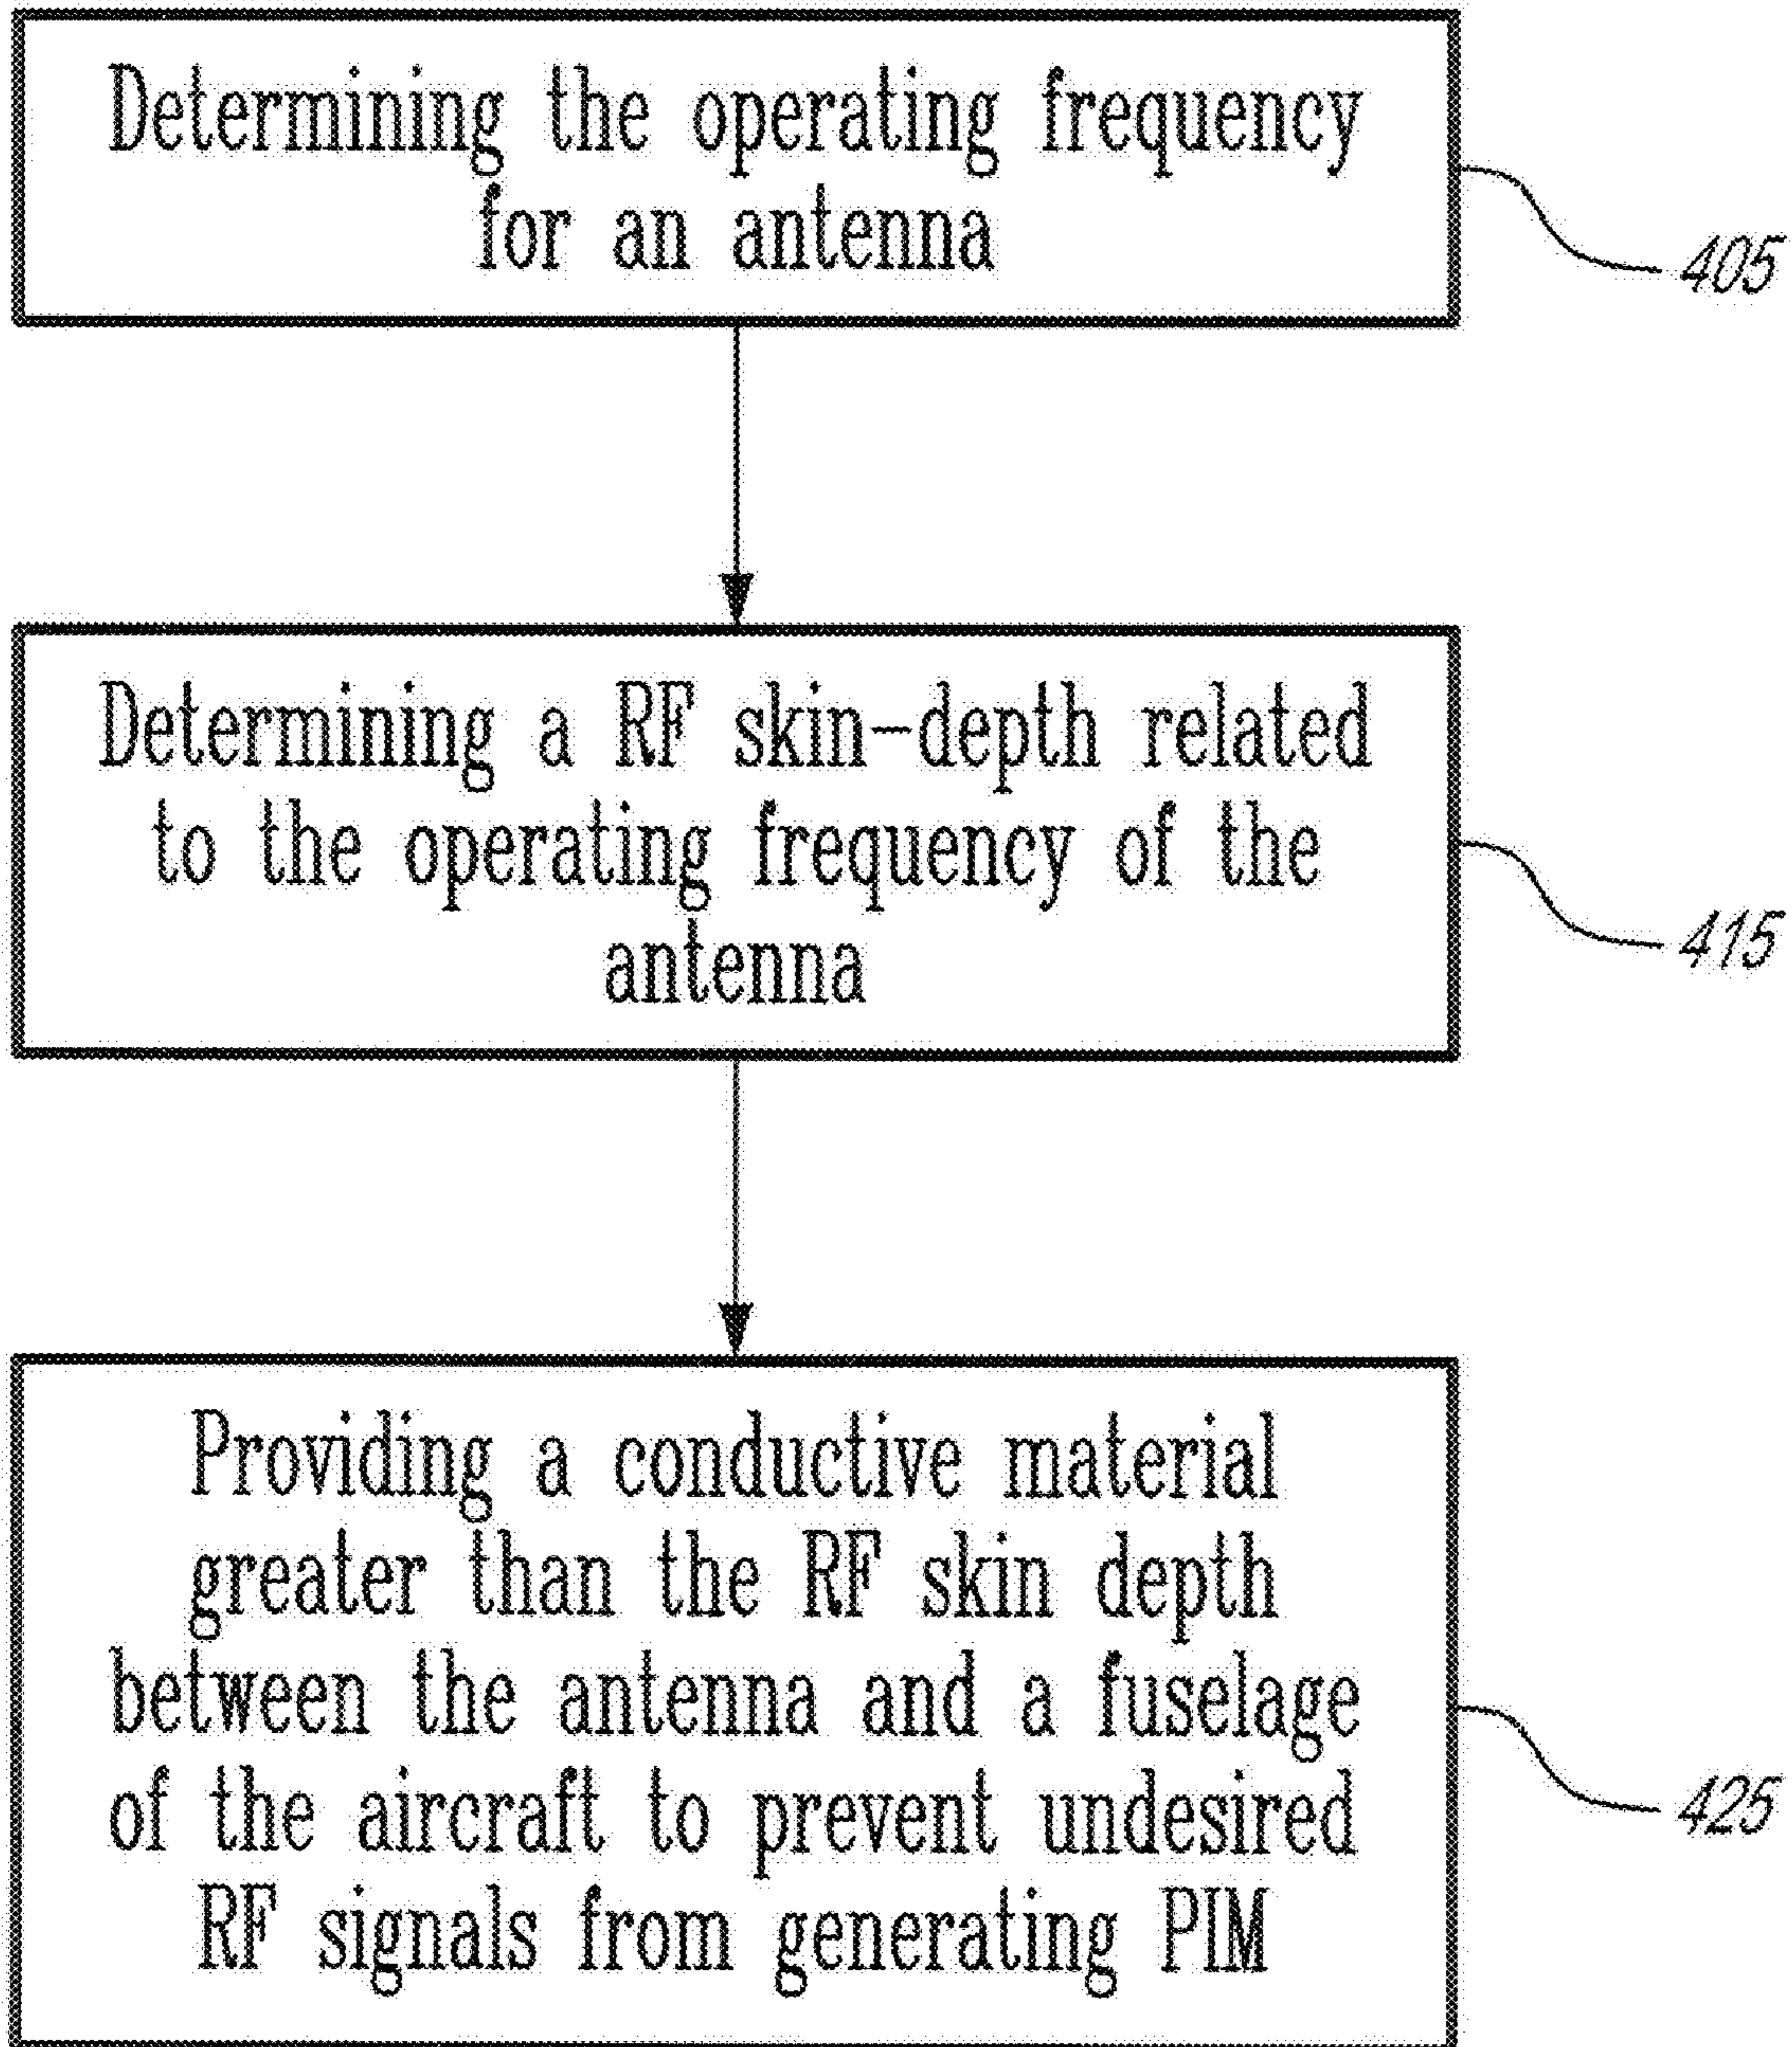 Determining the operating frequency
for an antenna
405
Determining a RF skin-depth related
to the operating frequency of the
antenna
415
Providing a conductive material
greater than the RF skin depth
between the antenna and a fuselage
of the aircraft to prevent undesired
RF signals from generating PIM
425